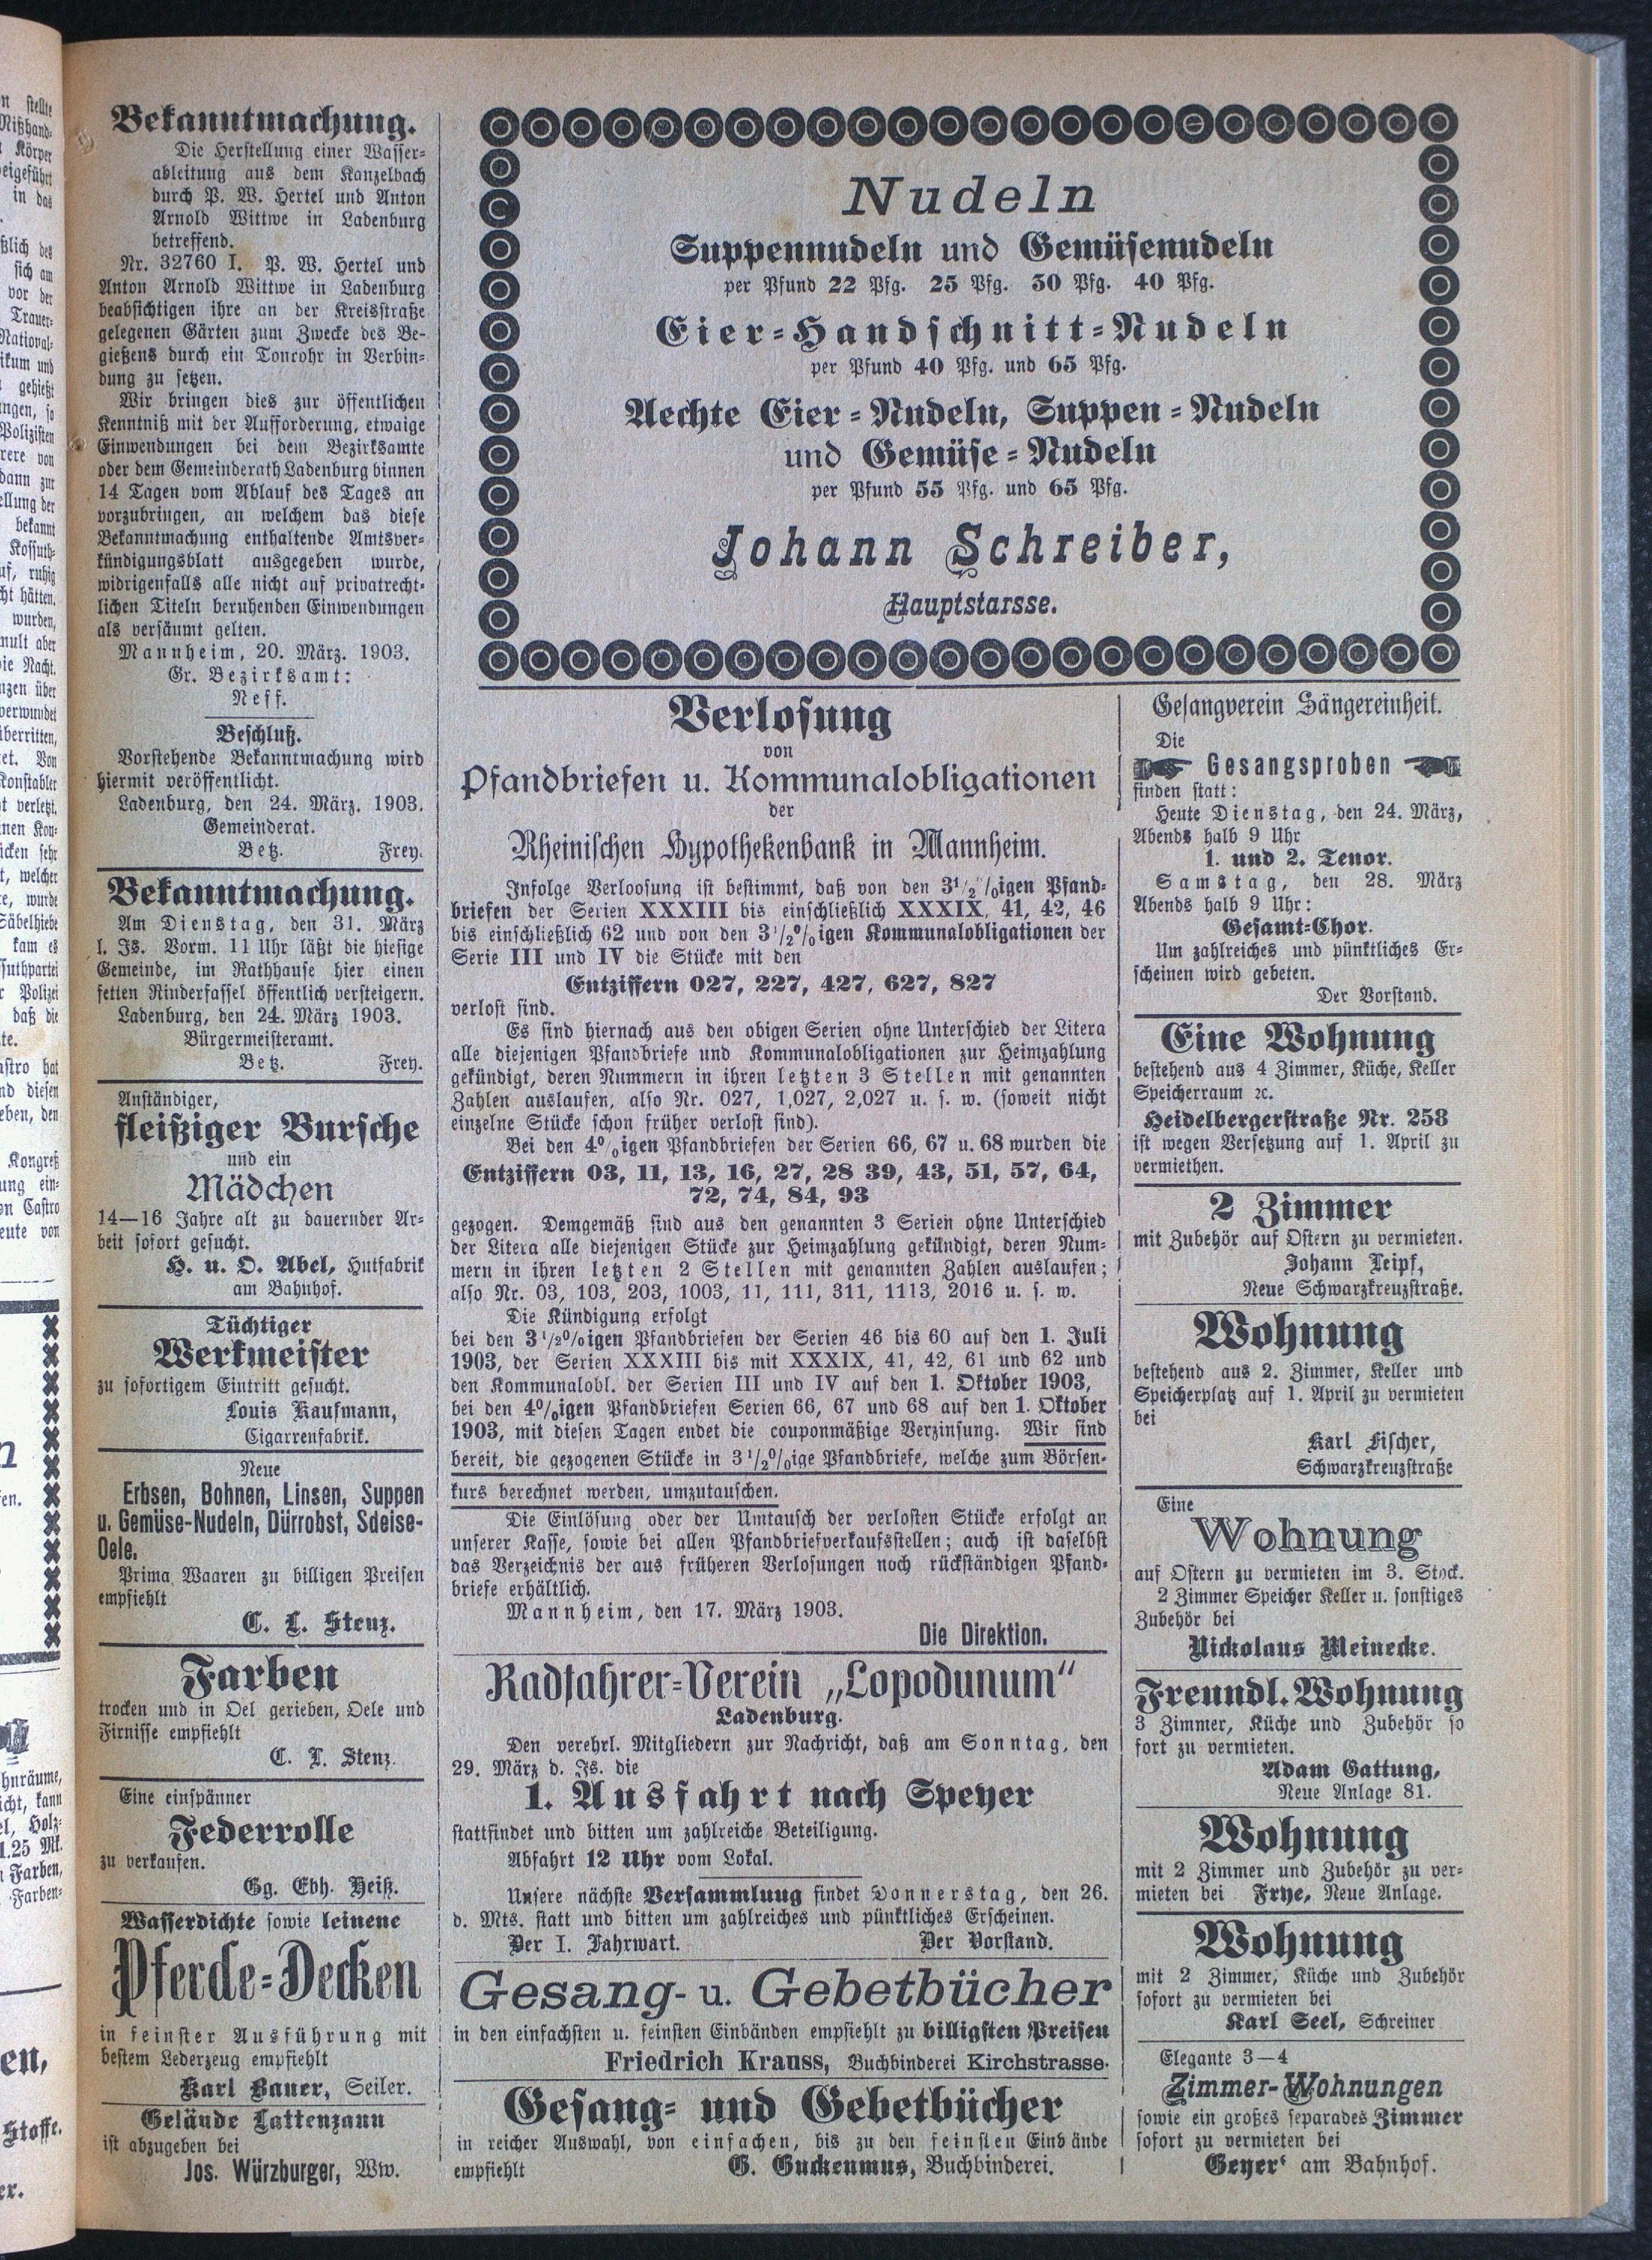 Bekanntmachung.
Die Herstellung einer Wasser-
ableitung aus dem Kanzelbach
durch P. W. Hertel und Anton
Arnold Wittwe in Ladenburg
betreffend.
Nr. 32760 I. P. W. Hertel und
Anton Arnold Wittwe in Ladenburg
beabsichtigen ihre an der Kreisstraße
gelegenen Gärten zum Zwecke des Be-
gießens durch ein Tonrohr in Verbin-
dung zu setzen.
Wir bringen dies zur öffentlichen
Kenntniß mit der Aufforderung, etwaige
Einwendungen bei dem Bezirksamte
oder dem Gemeinderath Ladenburg binnen
14 Tagen vom Ablauf des Tages an
vorzubringen, an welchem das diese
Bekanntmachung enthaltende Amtsver-
kündigungsblatt ausgegeben wurde,
widrigenfalls alle nicht auf privatrecht-
lichen Titeln beruhenden Einwendungen
als versäumt gelten.
Mannheim, 20. März. 1903.
Gr. Bezirksamt:
Neff.
Beschluß.
Vorstehende Bekanntmachung wird
hiermit veröffentlicht.
Ladenburg, den 24. März. 1903.
Gemeinderat.
Betz. Frey.
Bekanntmachung.
Am Dienstag, den 31. März
l. Js. Vorm. 11 Uhr läßt die hiesige
Gemeinde, im Rathhause hier einen
fetten Rinderfassel öffentlich versteigern.
Ladenburg, den 24. März 1903.
Bürgermeisteramt.
Betz. Frey.
Anständiger,
fleißiger Bursche
und ein
Mädchen
14—16 Jahre alt zu dauernder Ar-
beit sofort gesucht.
H. u. O. Abel, Hutfabrik
am Bahnhof.
Tüchtiger
Werkmeister
zu sofortigem Eintritt gesucht.
Louis Kaufmann,
Cigarrenfabrik.
Neue
Erbsen, Bohnen, Linsen, Suppen
u. Gemüse-Nudeln, Dürrobst, Sdeise-
Oele.
Prima Waaren zu billigen Preisen
empfiehlt
C. L. Stenz.
Farben
trocken und in Oel gerieben, Oele und
Firnisse empfiehlt
C. L. Stenz.
Eine einspänner
Federrolle
zu verkaufen.
Gg. Ebh. Heiß.
Wasserdichte sowie leinene
Pferde-Decken
in feinster Ausführung mit
bestem Lederzeug empfiehlt
Karl Bauer, Seiler.
Gelände Lattenzaun
ist abzugeben bei
Jos. Würzburger, Ww.
Nudeln
Suppennudeln und Gemüsenudeln
per Pfund 22 Pfg. 25 Pfg. 30 Pfg. 40 Pfg.
Eier-Handschnitt-Nudeln
per Pfund 40 Pfg. und 65 Pfg.
Aechte Eier-Nudeln, Suppen-Nudeln
und Gemüse-Nudeln
per Pfund 55 Pfg. und 65 Pfg.
Johann Schreiber,
Hauptstarsse.
Verlosung
von
Pfandbriefen u. Kommunalobligationen
der
Rheinischen Hypothekenbank in Mannheim.
Infolge Verloosung ist bestimmt, daß von den 3 1/2 %igen Pfand-
briefen der Serien XXXIII bis einschließlich XXXIX, 41, 42, 46
bis einschließlich 62 und von den 3 1/2 %igen Kommunalobligationen der
Serie III und IV die Stücke mit den
Entziffern 027, 227, 427, 627, 827
verlost sind.
Es sind hiernach aus den obigen Serien ohne Unterschied der Litera
alle diejenigen Pfandbriefe und Kommunalobligationen zur Heimzahlung
gekündigt, deren Nummern in ihren letzten 3 Stellen mit genannten
Zahlen auslaufen, also Nr. 027, 1,027, 2,027 u. s. w. (soweit nicht
einzelne Stücke schon früher verlost sind).
Bei den 4%igen Pfandbriefen der Serien 66, 67 u. 68 wurden die
Entziffern 03, 11, 13, 16, 27, 28 39, 43, 51, 57, 64,
72, 74, 84, 93
gezogen. Demgemäß sind aus den genannten 3 Serien ohne Unterschied
der Litera alle diejenigen Stücke zur Heimzahlung gekündigt, deren Num-
mern in ihren letzten 2 Stellen mit genannten Zahlen auslaufen;
also Nr. 03, 103, 203, 1003, 11, 111, 311, 1113, 2016 u. s. w.
Die Kündigung erfolgt
bei den 3 1/2 %igen Pfandbriefen der Serien 46 bis 60 auf den 1. Juli
1903, der Serien XXXIII bis mit XXXIX, 41, 42, 61 und 62 und
den Kommunalobl. der Serien III und IV auf den 1. Oktober 1903,
bei den 4%igen Pfandbriefen Serien 66, 67 und 68 auf den 1. Oktober
1903, mit diesen Tagen endet die couponmäßige Verzinsung. Wir sind
bereit, die gezogenen Stücke in 3 1/2 %ige Pfandbriefe, welche zum Börsen-
kurs berechnet werden, umzutauschen.
Die Einlösung oder der Umtausch der verlosten Stücke erfolgt an
unserer Kasse, sowie bei allen Pfandbriefverkaufsstellen; auch ist daselbst
das Verzeichnis der aus früheren Verlosungen noch rückständigen Pfand-
briefe erhältlich.
Mannheim, den 17. März 1903.
Die Direktion.
Radfahrer-Verein „Lopodunum“
Ladenburg.
Den verehrl. Mitgliedern zur Nachricht, daß am Sonntag, den
29. März d. Js. die
1. Ausfahrt nach Speyer
stattfindet und bitten um zahlreiche Beteiligung.
Abfahrt 12 Uhr vom Lokal.
Unsere nächste Versammlung findet Donnerstag, den 26.
d. Mts. statt und bitten um zahlreiches und pünktliches Erscheinen.
Der I. Fahrwart. Der Vorstand.
Gesang- u. Gebetbücher
in den einfachsten u. feinsten Einbänden empfiehlt zu billigsten Preisen
Friedrich Krauss, Buchbinderei Kirchstrasse.
Gesang- und Gebetbücher
in reicher Auswahl, von einfachen, bis zu den feinsten Einbände
empfiehlt G. Guckenmus, Buchbinderei.
Gesangverein Sängereinheit.
Die
Gesangsproben
finden statt:
Heute Dienstag, den 24. März,
Abends halb 9 Uhr
1. und 2. Tenor.
Samstag, den 28. März
Abends halb 9 Uhr:
Gesamt-Chor.
Um zahlreiches und pünktliches Er-
scheinen wird gebeten.
Der Vorstand.
Eine Wohnung
bestehend aus 4 Zimmer, Küche, Keller
Speicherraum ꝛc.
Heidelbergerstraße Nr. 258
ist wegen Versetzung auf 1. April zu
vermiethen.
2 Zimmer
mit Zubehör auf Ostern zu vermieten.
Johann Leipf,
Neue Schwarzkreuzstraße.
Wohnung
bestehend aus 2. Zimmer, Keller und
Speicherplatz auf 1. April zu vermieten
bei
Karl Fischer,
Schwarzkreuzstraße
Eine
Wohnung
auf Ostern zu vermieten im 3. Stock.
2 Zimmer Speicher Keller u. sonstiges
Zubehör bei
Nickolaus Meinecke.
Freundl. Wohnung
3 Zimmer, Küche und Zubehör so
fort zu vermieten.
Adam Gattung,
Neue Anlage 81.
Wohnung
mit 2 Zimmer und Zubehör zu ver-
mieten bei Frye, Neue Anlage.
Wohnung
mit 2 Zimmer, Küche und Zubehör
sofort zu vermieten bei
Karl Seel, Schreiner
Elegante 3—4
Zimmer-Wohnungen
sowie ein großes separades Zimmer
sofort zu vermieten bei
Geyer' am Bahnhof.